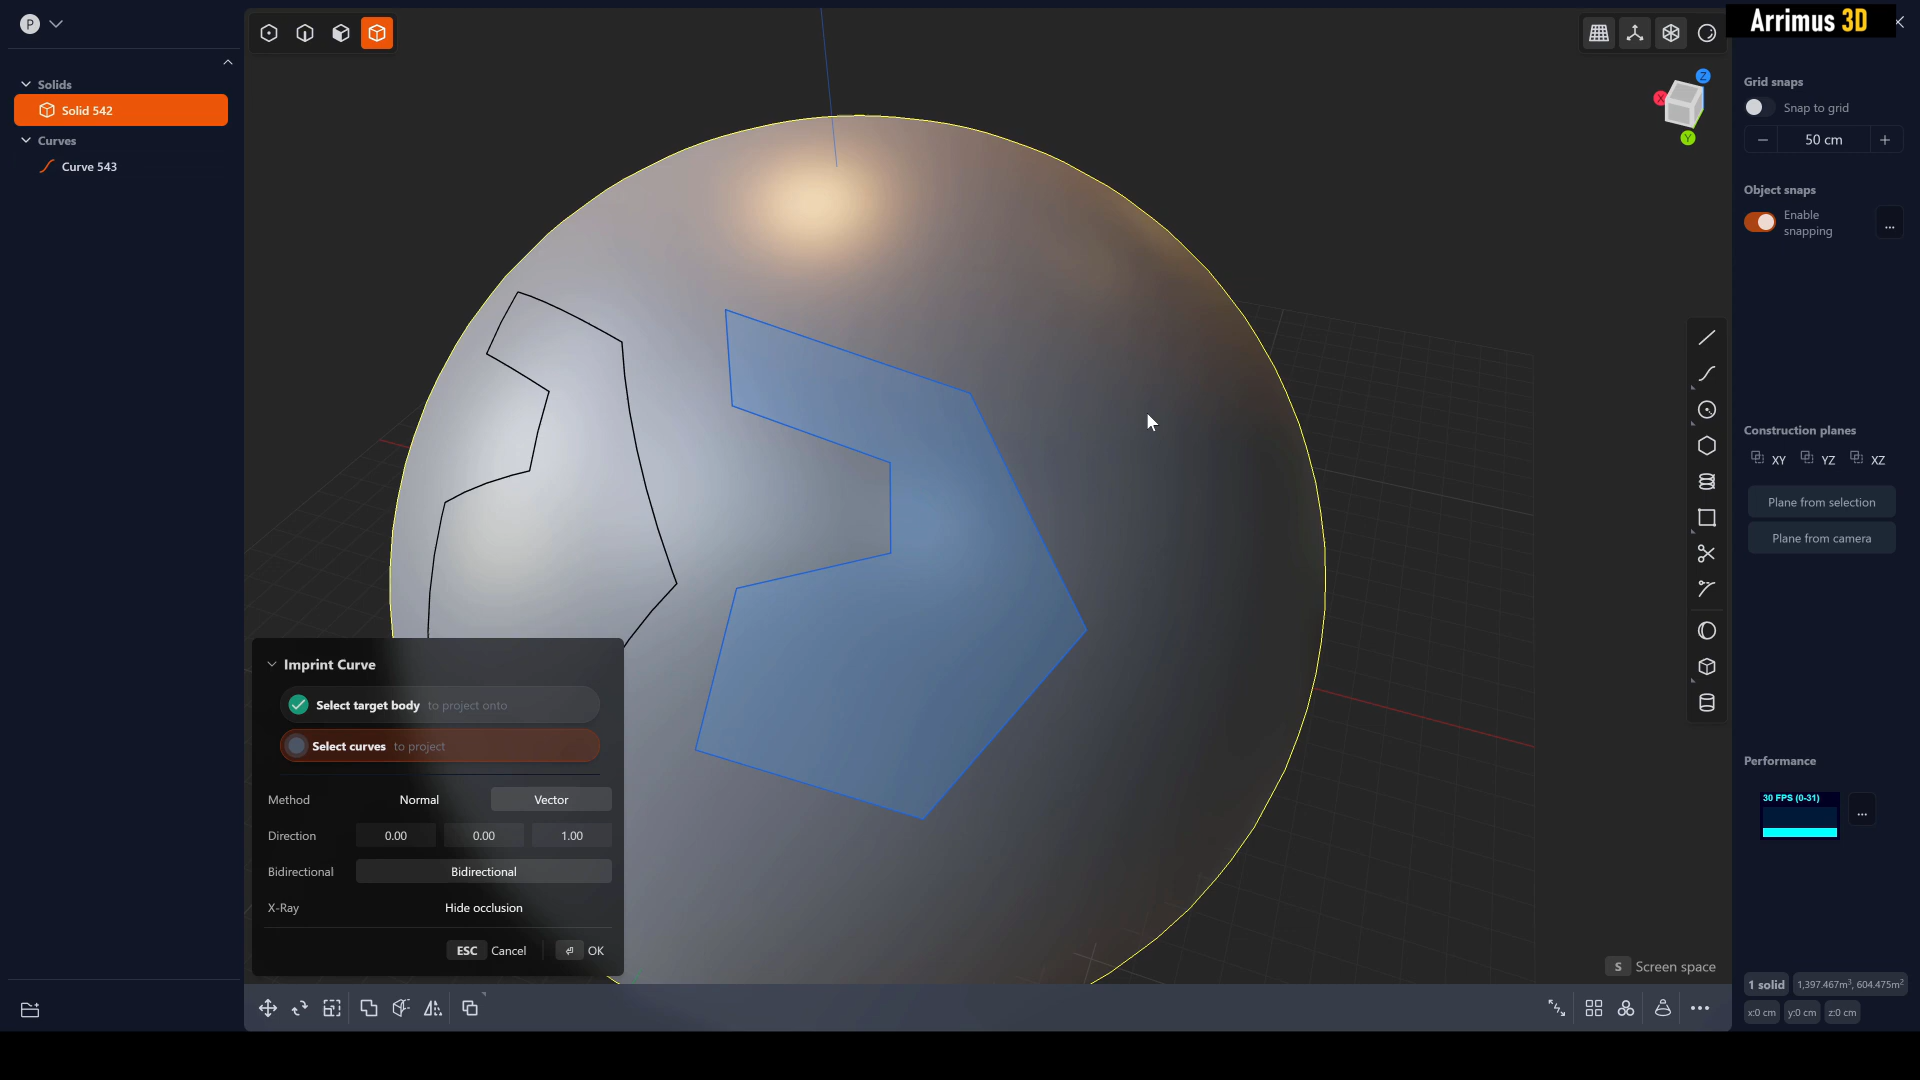 P
Arrimus 3D
Solids
Solid 542
Curves
Curve 543
Z
X
Y
Grid snaps
Snap to grid
50 cm
Object snaps
Enable
snapping
...
Construction planes
XY
YZ
XZ
Plane from selection
Plane from camera
Performance
30 FPS (0-31)
...
Imprint Curve
Select target body to project onto
Select curves to project
Method Normal Vector
Direction 0.00 0.00 1.00
Bidirectional Bidirectional
X-Ray Hide occlusion
ESC Cancel OK
S Screen space
1 solid 1,397.467m³, 604.475m²
x:0 cm y:0 cm z:0 cm